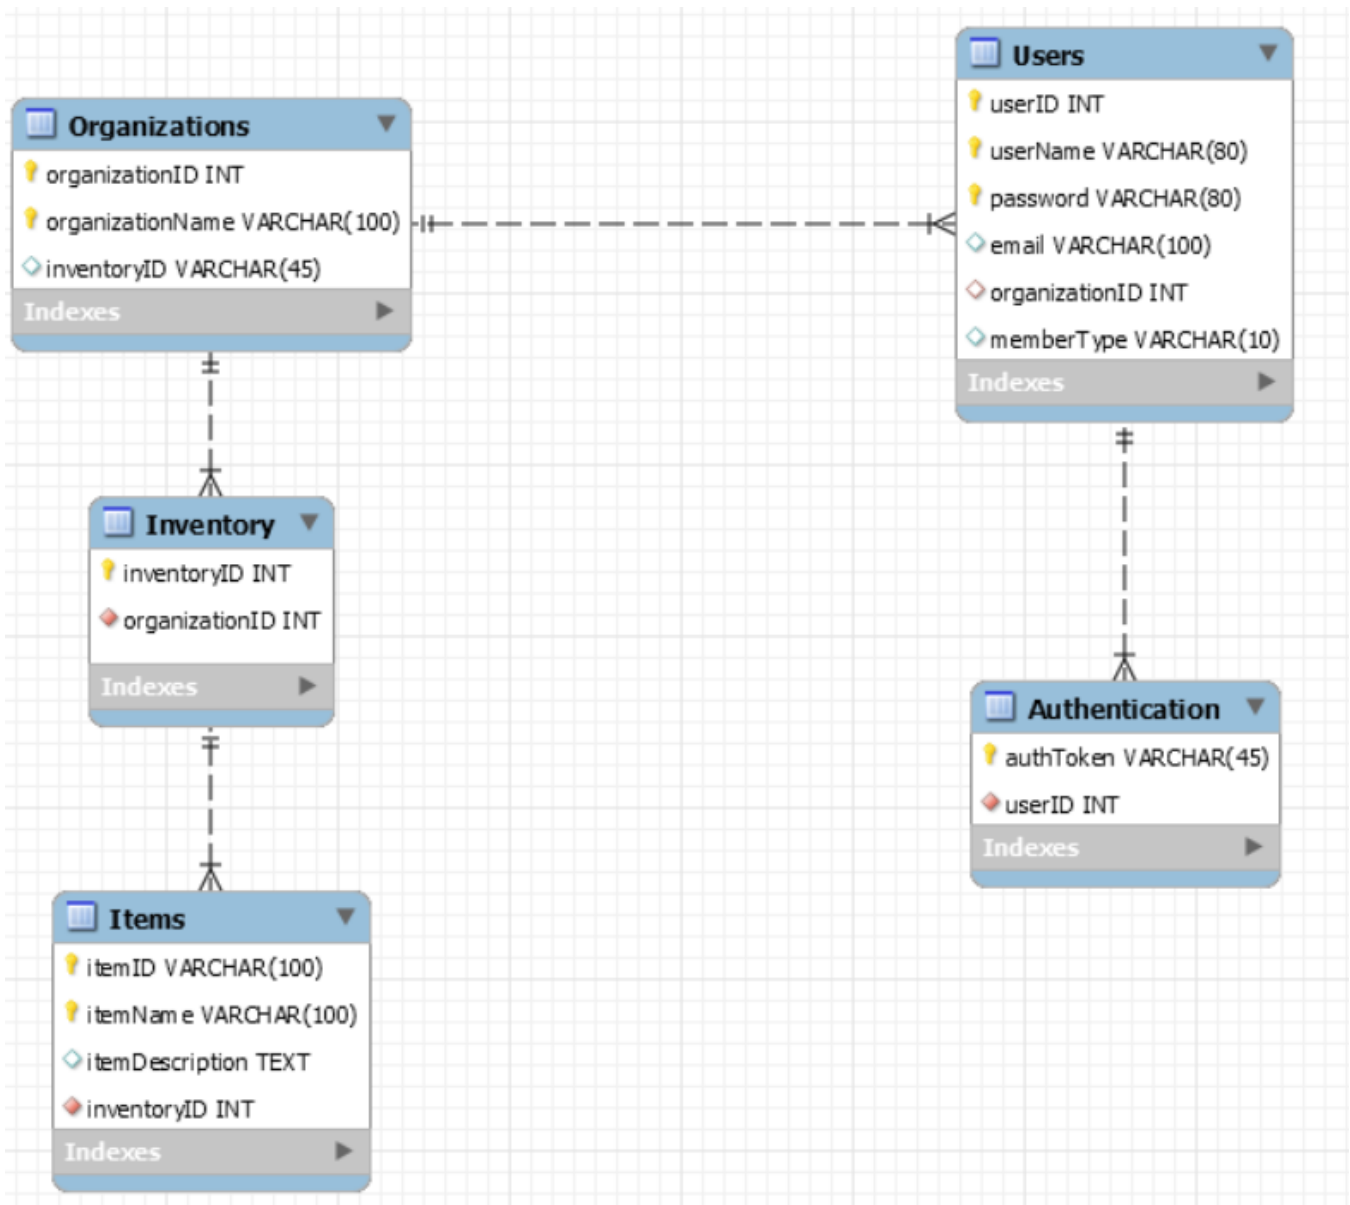 Organizations
organizationID INT
organizationName VARCHAR(100)
inventoryID VARCHAR(45)
Indexes
Users
userID INT
userName VARCHAR(80)
password VARCHAR(80)
email VARCHAR(100)
organizationID INT
memberType VARCHAR(10)
Indexes
Inventory
inventoryID INT
organizationID INT
Indexes
Authentication
authToken VARCHAR(45)
userID INT
Indexes
Items
itemID VARCHAR(100)
itemName VARCHAR(100)
itemDescription TEXT
inventoryID INT
Indexes